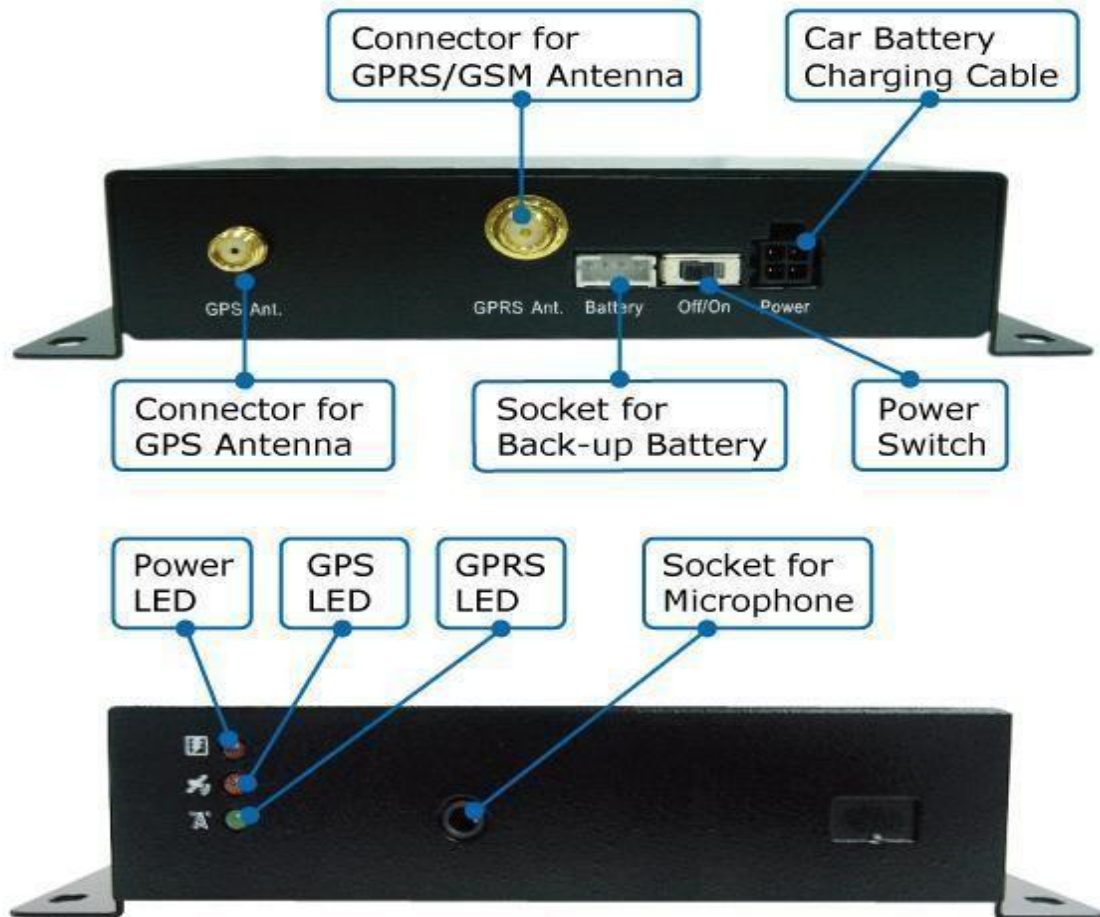 Connector for
GPRS/GSM Antenna
Car Battery
Charging Cable
GPS Ant.
GPRS Ant.
Battery
Off/On
Power
Connector for
GPS Antenna
Socket for
Back-up Battery
Power
Switch
Power
LED
GPS
LED
GPRS
LED
Socket for
Microphone